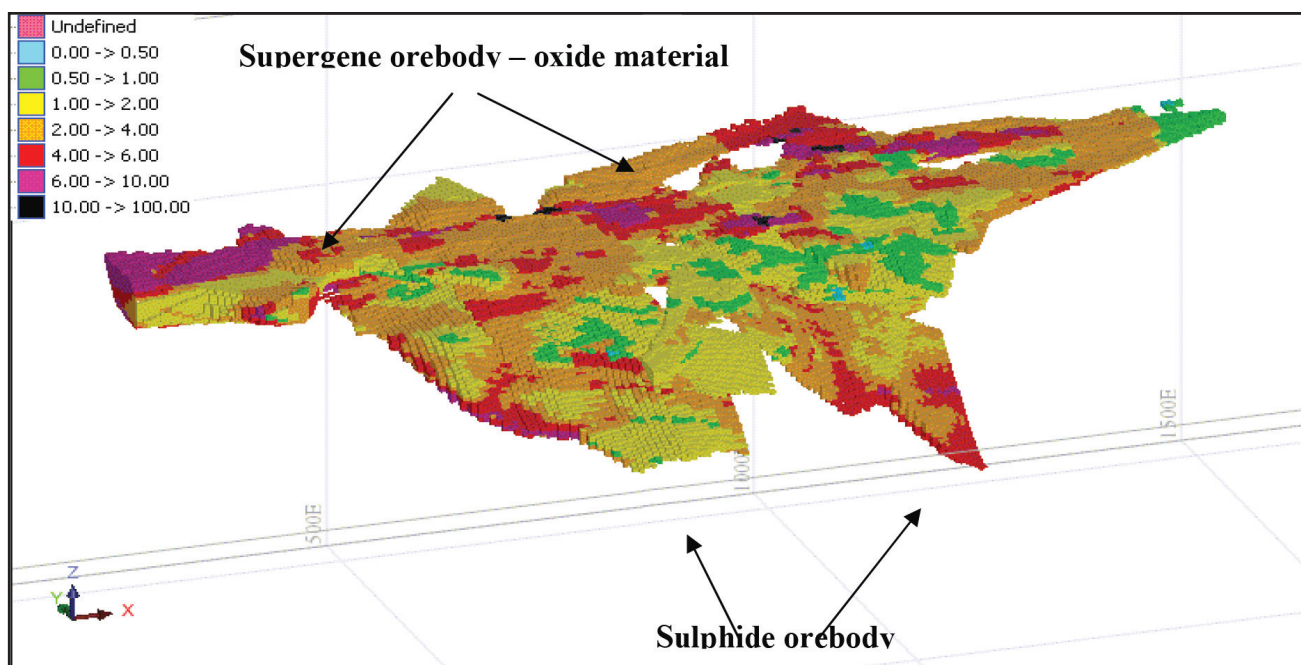 Undefined
0.00 -> 0.50
0.50 -> 1.00
1.00 -> 2.00
2.00 -> 4.00
4.00 -> 6.00
6.00 -> 10.00
10.00 -> 100.00
Supergene orebody – oxide material
500E
1000
1500E
Z
Y
X
Sulphide orebody